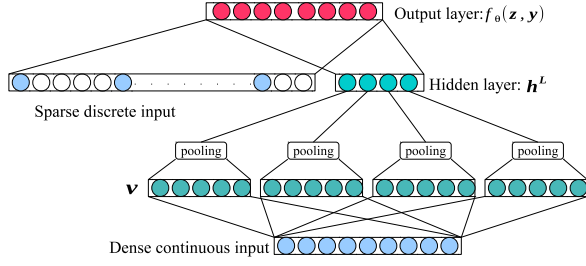 Output layer: f_θ(z, y)
Hidden layer: h^L
Sparse discrete input
pooling pooling pooling pooling
v
Dense continuous input